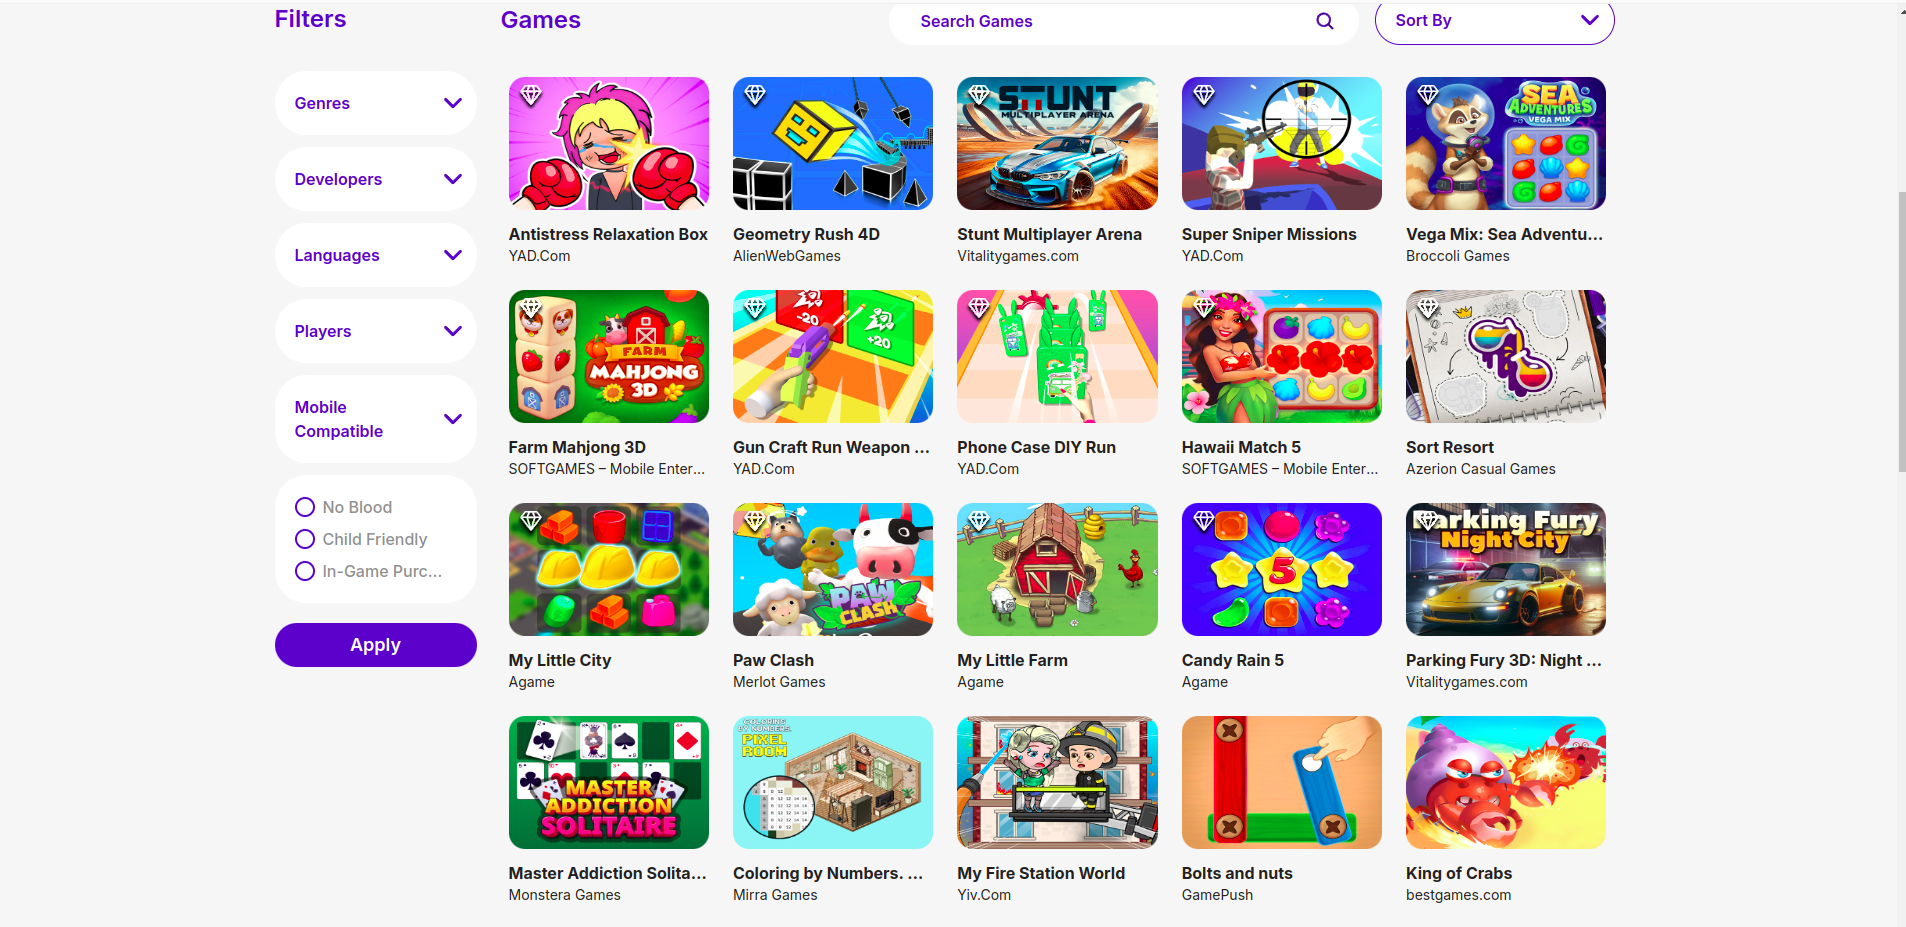 Filters
Games
Search Games
Sort By
Genres
Developers
Languages
Players
Mobile
Compatible
No Blood
Child Friendly
In-Game Purc...
Apply
STUNT
MULTIPLAYER ARENA
SEA
ADVENTURES
VEGA MIX
Antistress Relaxation Box
YAD.Com
Geometry Rush 4D
AlienWebGames
Stunt Multiplayer Arena
Vitalitygames.com
Super Sniper Missions
YAD.Com
Vega Mix: Sea Adventu...
Broccoli Games
FARM
MAHJONG
3D
-20
+20
Farm Mahjong 3D
SOFTGAMES – Mobile Enter...
Gun Craft Run Weapon ...
YAD.Com
Phone Case DIY Run
YAD.Com
Hawaii Match 5
SOFTGAMES – Mobile Enter...
Sort Resort
Azerion Casual Games
PAW
CLASH
5
Parking Fury
Night City
My Little City
Agame
Paw Clash
Merlot Games
My Little Farm
Agame
Candy Rain 5
Agame
Parking Fury 3D: Night ...
Vitalitygames.com
MASTER
ADDICTION
SOLITAIRE
COLORING
BY NUMBERS.
PIXEL
ROOM
Master Addiction Solita...
Monstera Games
Coloring by Numbers. ...
Mirra Games
My Fire Station World
Yiv.Com
Bolts and nuts
GamePush
King of Crabs
bestgames.com